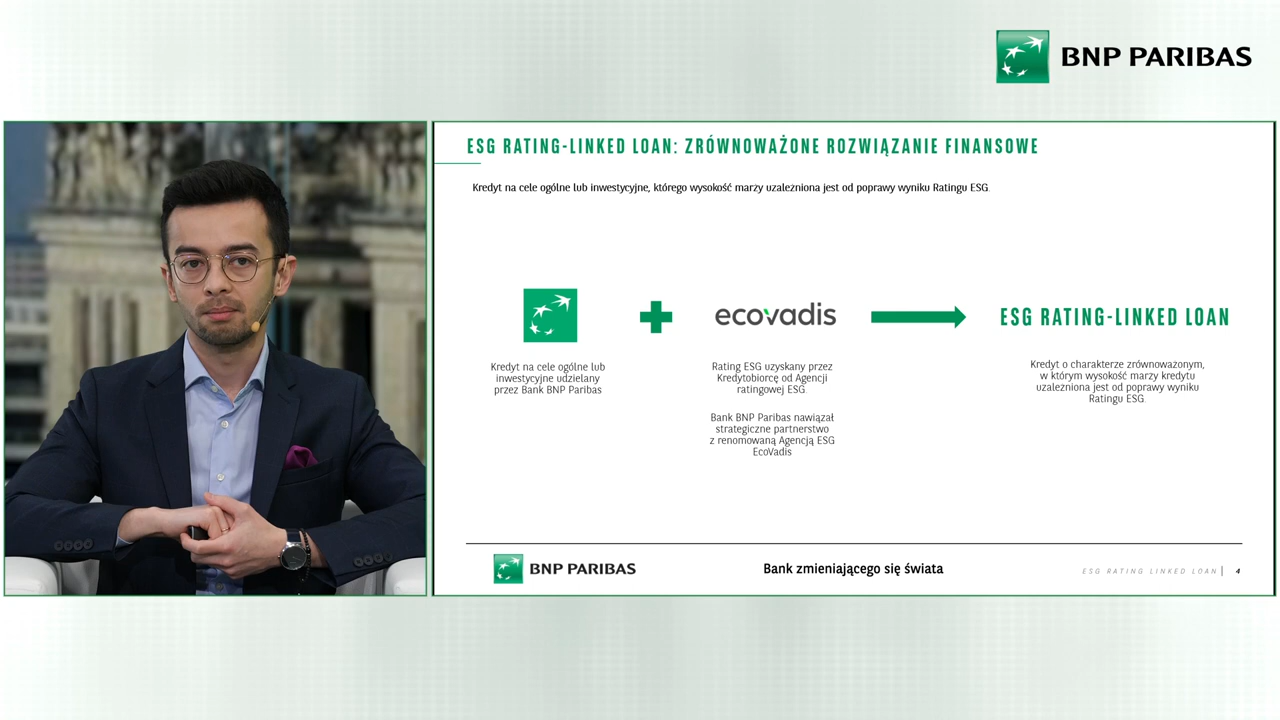 BNP PARIBAS
ESG RATING-LINKED LOAN: ZRÓWNOWAŻONE ROZWIĄZANIE FINANSOWE
Kredyt na cele ogólne lub inwestycyjne, którego wysokość marży uzależniona jest od poprawy wyniku Ratingu ESG.
ecovadis
ESG RATING-LINKED LOAN
Kredyt na cele ogólne lub
inwestycyjne udzielany
przez Bank BNP Paribas
Rating ESG uzyskany przez
Kredytobiorcę od Agencji
ratingowej ESG.
Bank BNP Paribas nawiązał
strategiczne partnerstwo
z renomowaną Agencją ESG
EcoVadis
Kredyt o charakterze zrównoważonym,
w którym wysokość marży kredytu
uzależniona jest od poprawy wyniku
Ratingu ESG.
BNP PARIBAS
Bank zmieniającego się świata
ESG RATING LINKED LOAN | 4